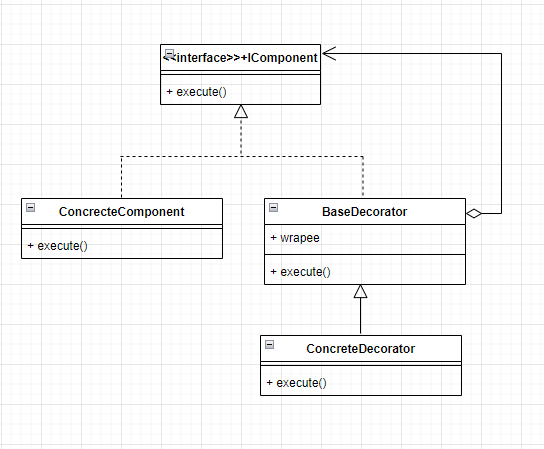 <<interface>>+IComponent
+ execute()
ConcrecteComponent
+ execute()
BaseDecorator
+ wrapee
+ execute()
ConcreteDecorator
+ execute()